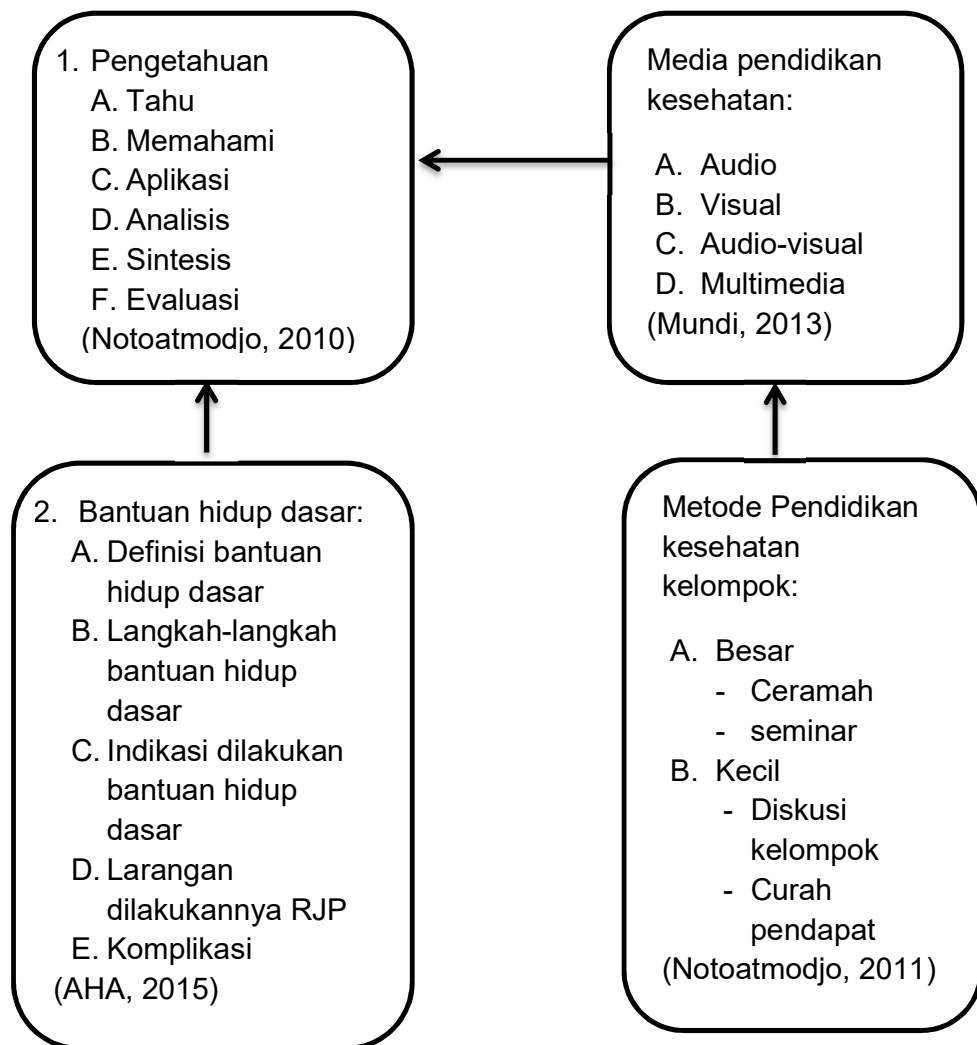 1. Pengetahuan
A. Tahu
B. Memahami
C. Aplikasi
D. Analisis
E. Sintesis
F. Evaluasi
(Notoatmodjo, 2010)
Media pendidikan
kesehatan:
A. Audio
B. Visual
C. Audio-visual
D. Multimedia
(Mundi, 2013)
2. Bantuan hidup dasar:
A. Definisi bantuan
hidup dasar
B. Langkah-langkah
bantuan hidup
dasar
C. Indikasi dilakukan
bantuan hidup
dasar
D. Larangan
dilakukannya RJP
E. Komplikasi
(AHA, 2015)
Metode Pendidikan
kesehatan
kelompok:
A. Besar
- Ceramah
- seminar
B. Kecil
- Diskusi
kelompok
- Curah
pendapat
(Notoatmodjo, 2011)